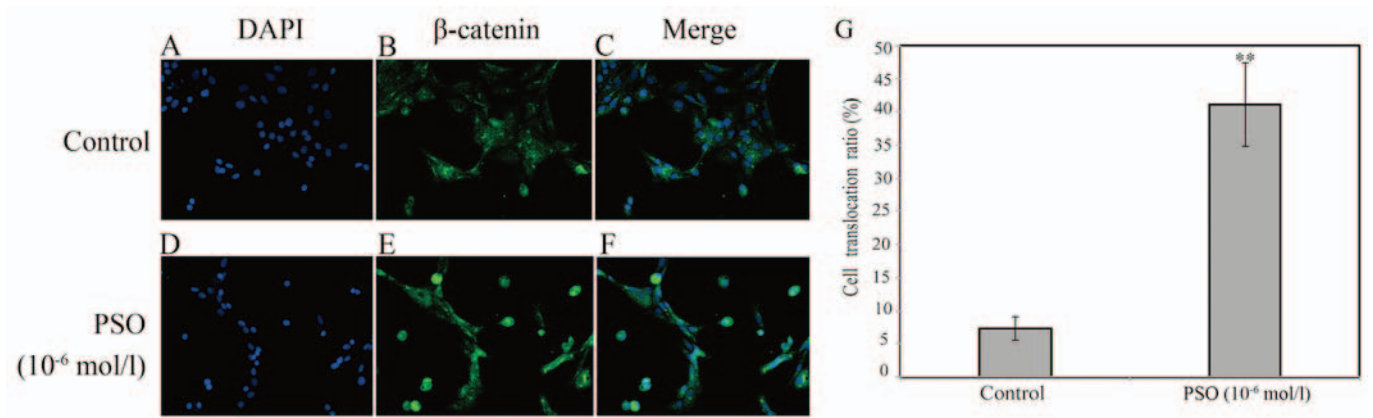 DAPI
β-catenin
Merge
A
B
C
Control
D
E
F
PSO
(10⁻⁶ mol/l)
G
Cell translocation ratio (%)
50
45
40
35
30
25
20
15
10
5
0
**
Control
PSO (10⁻⁶ mol/l)